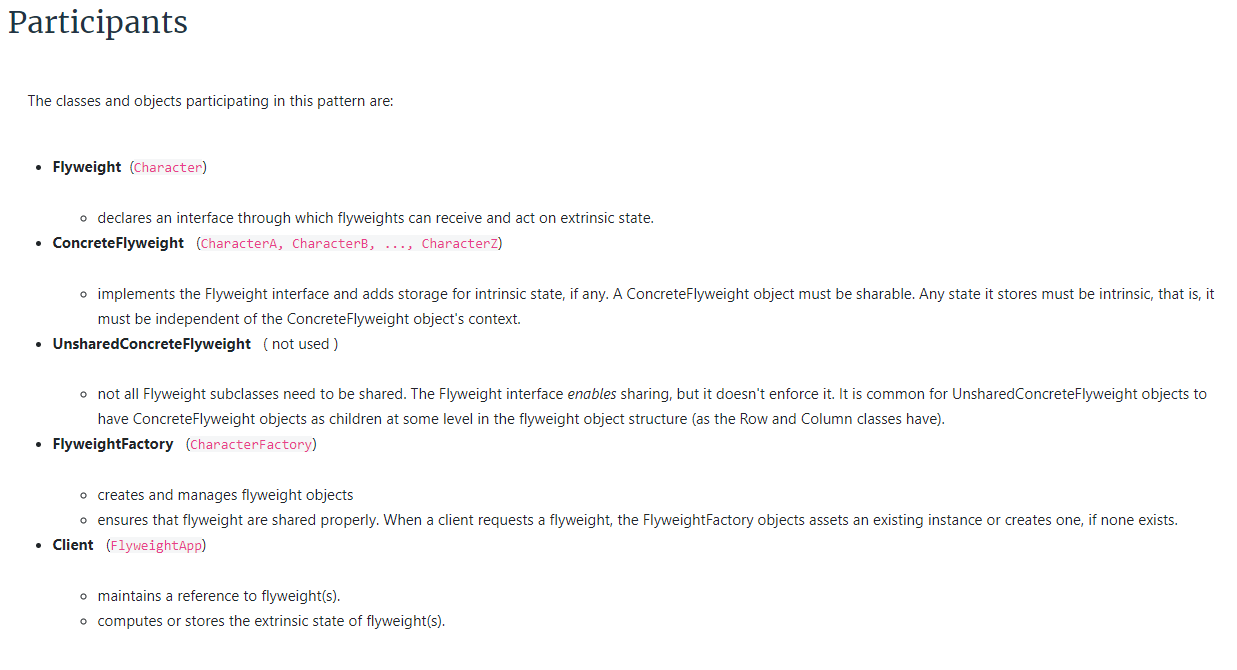 Participants
The classes and objects participating in this pattern are:
• Flyweight (Character)
◦ declares an interface through which flyweights can receive and act on extrinsic state.
• ConcreteFlyweight (CharacterA, CharacterB, ..., CharacterZ)
◦ implements the Flyweight interface and adds storage for intrinsic state, if any. A ConcreteFlyweight object must be sharable. Any state it stores must be intrinsic, that is, it
must be independent of the ConcreteFlyweight object's context.
• UnsharedConcreteFlyweight ( not used )
◦ not all Flyweight subclasses need to be shared. The Flyweight interface enables sharing, but it doesn't enforce it. It is common for UnsharedConcreteFlyweight objects to
have ConcreteFlyweight objects as children at some level in the flyweight object structure (as the Row and Column classes have).
• FlyweightFactory (CharacterFactory)
◦ creates and manages flyweight objects
◦ ensures that flyweight are shared properly. When a client requests a flyweight, the FlyweightFactory objects assets an existing instance or creates one, if none exists.
• Client (FlyweightApp)
◦ maintains a reference to flyweight(s).
◦ computes or stores the extrinsic state of flyweight(s).